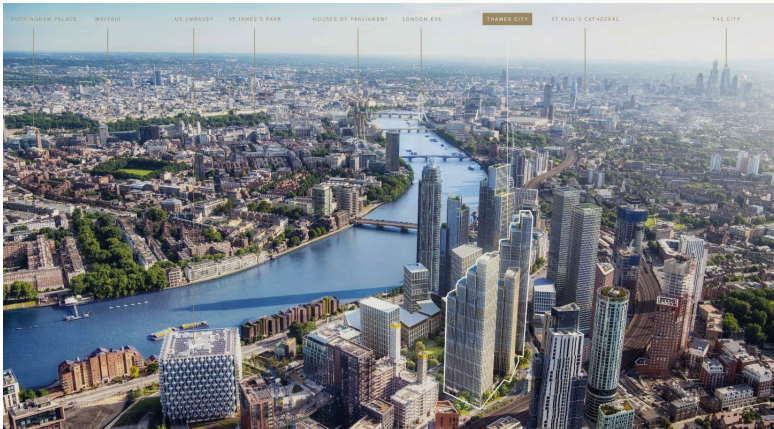 BUCKINGHAM PALACE
MAYFAIR
US EMBASSY
ST JAMES'S PARK
HOUSES OF PARLIAMENT
LONDON EYE
THAMES CITY
ST PAUL'S CATHEDRAL
THE CITY